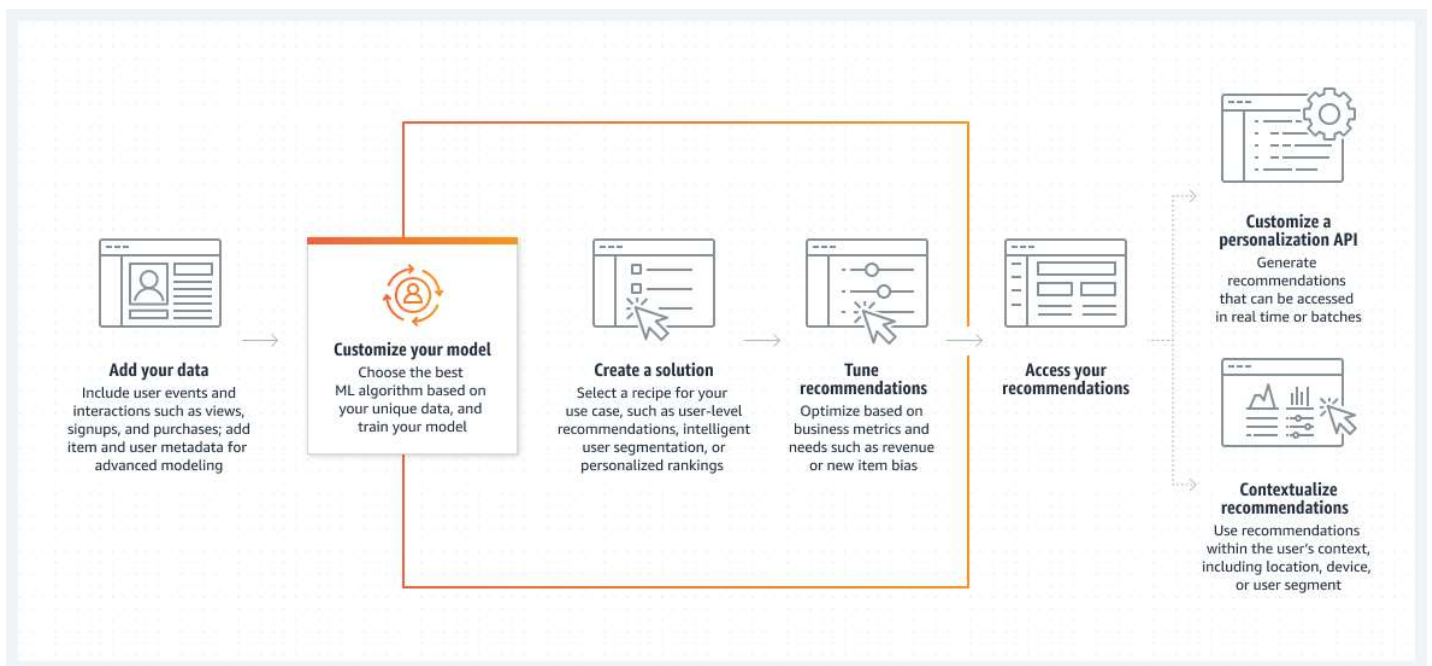 Add your data
Include user events and
interactions such as views,
signups, and purchases; add
item and user metadata for
advanced modeling
Customize your model
Choose the best
ML algorithm based on
your unique data, and
train your model
Create a solution
Select a recipe for your
use case, such as user-level
recommendations, intelligent
user segmentation, or
personalized rankings
Tune
recommendations
Optimize based on
business metrics and
needs such as revenue
or new item bias
Access your
recommendations
Customize a
personalization API
Generate
recommendations
that can be accessed
in real time or batches
Contextualize
recommendations
Use recommendations
within the user's context,
including location, device,
or user segment